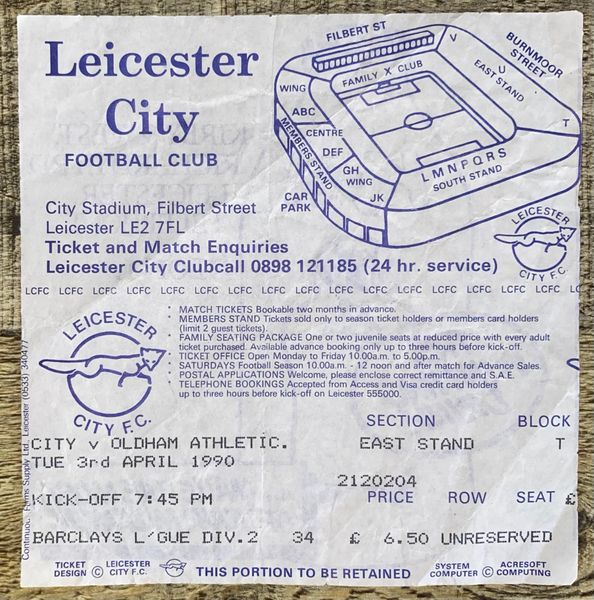 Leicester
City
FOOTBALL CLUB
FILBERT ST
BURNMOOR
STREET
V
U
EAST STAND
T
FAMILY X CLUB
WING
ABC
CENTRE
DEF
GH
WING
JK
MEMBERS STAND
L M N P Q R S
SOUTH STAND
CAR
PARK
City Stadium, Filbert Street
Leicester LE2 7FL
Ticket and Match Enquiries
Leicester City Clubcall 0898 121185 (24 hr. service)
LEICESTER
CITY F.C.
LCFC LCFC LCFC LCFC LCFC LCFC LCFC LCFC LCFC LCFC LCFC LCFC LCFC LCFC LCFC LCFC LC
LEICESTER
CITY F.C.
* MATCH TICKETS Bookable two months in advance.
* MEMBERS STAND Tickets sold only to season ticket holders or members card holders
(limit 2 guest tickets).
* FAMILY SEATING PACKAGE One or two juvenile seats at reduced price with every adult
ticket purchased. Available advance booking only up to three hours before kick-off.
* TICKET OFFICE Open Monday to Friday 10.00a.m. to 5.00p.m.
* SATURDAYS Football Season 10.00a.m. - 12 noon and after match for Advance Sales.
* POSTAL APPLICATIONS Welcome, please enclose correct remittance and S.A.E.
* TELEPHONE BOOKINGS Accepted from Access and Visa credit card holders
up to three hours before kick-off on Leicester 555000.
Supply Ltd. Leicester (0533)
SECTION BLOCK
CITY v OLDHAM ATHLETIC. EAST STAND T
TUE 3rd APRIL 1990
2120204
KICK-OFF 7:45 PM PRICE ROW SEAT £
BARCLAYS L'GUE DIV.2 34 £ 6.50 UNRESERVED
TICKET
DESIGN © LEICESTER
CITY F.C.
THIS PORTION TO BE RETAINED
SYSTEM
COMPUTER © ACRESOFT
COMPUTING